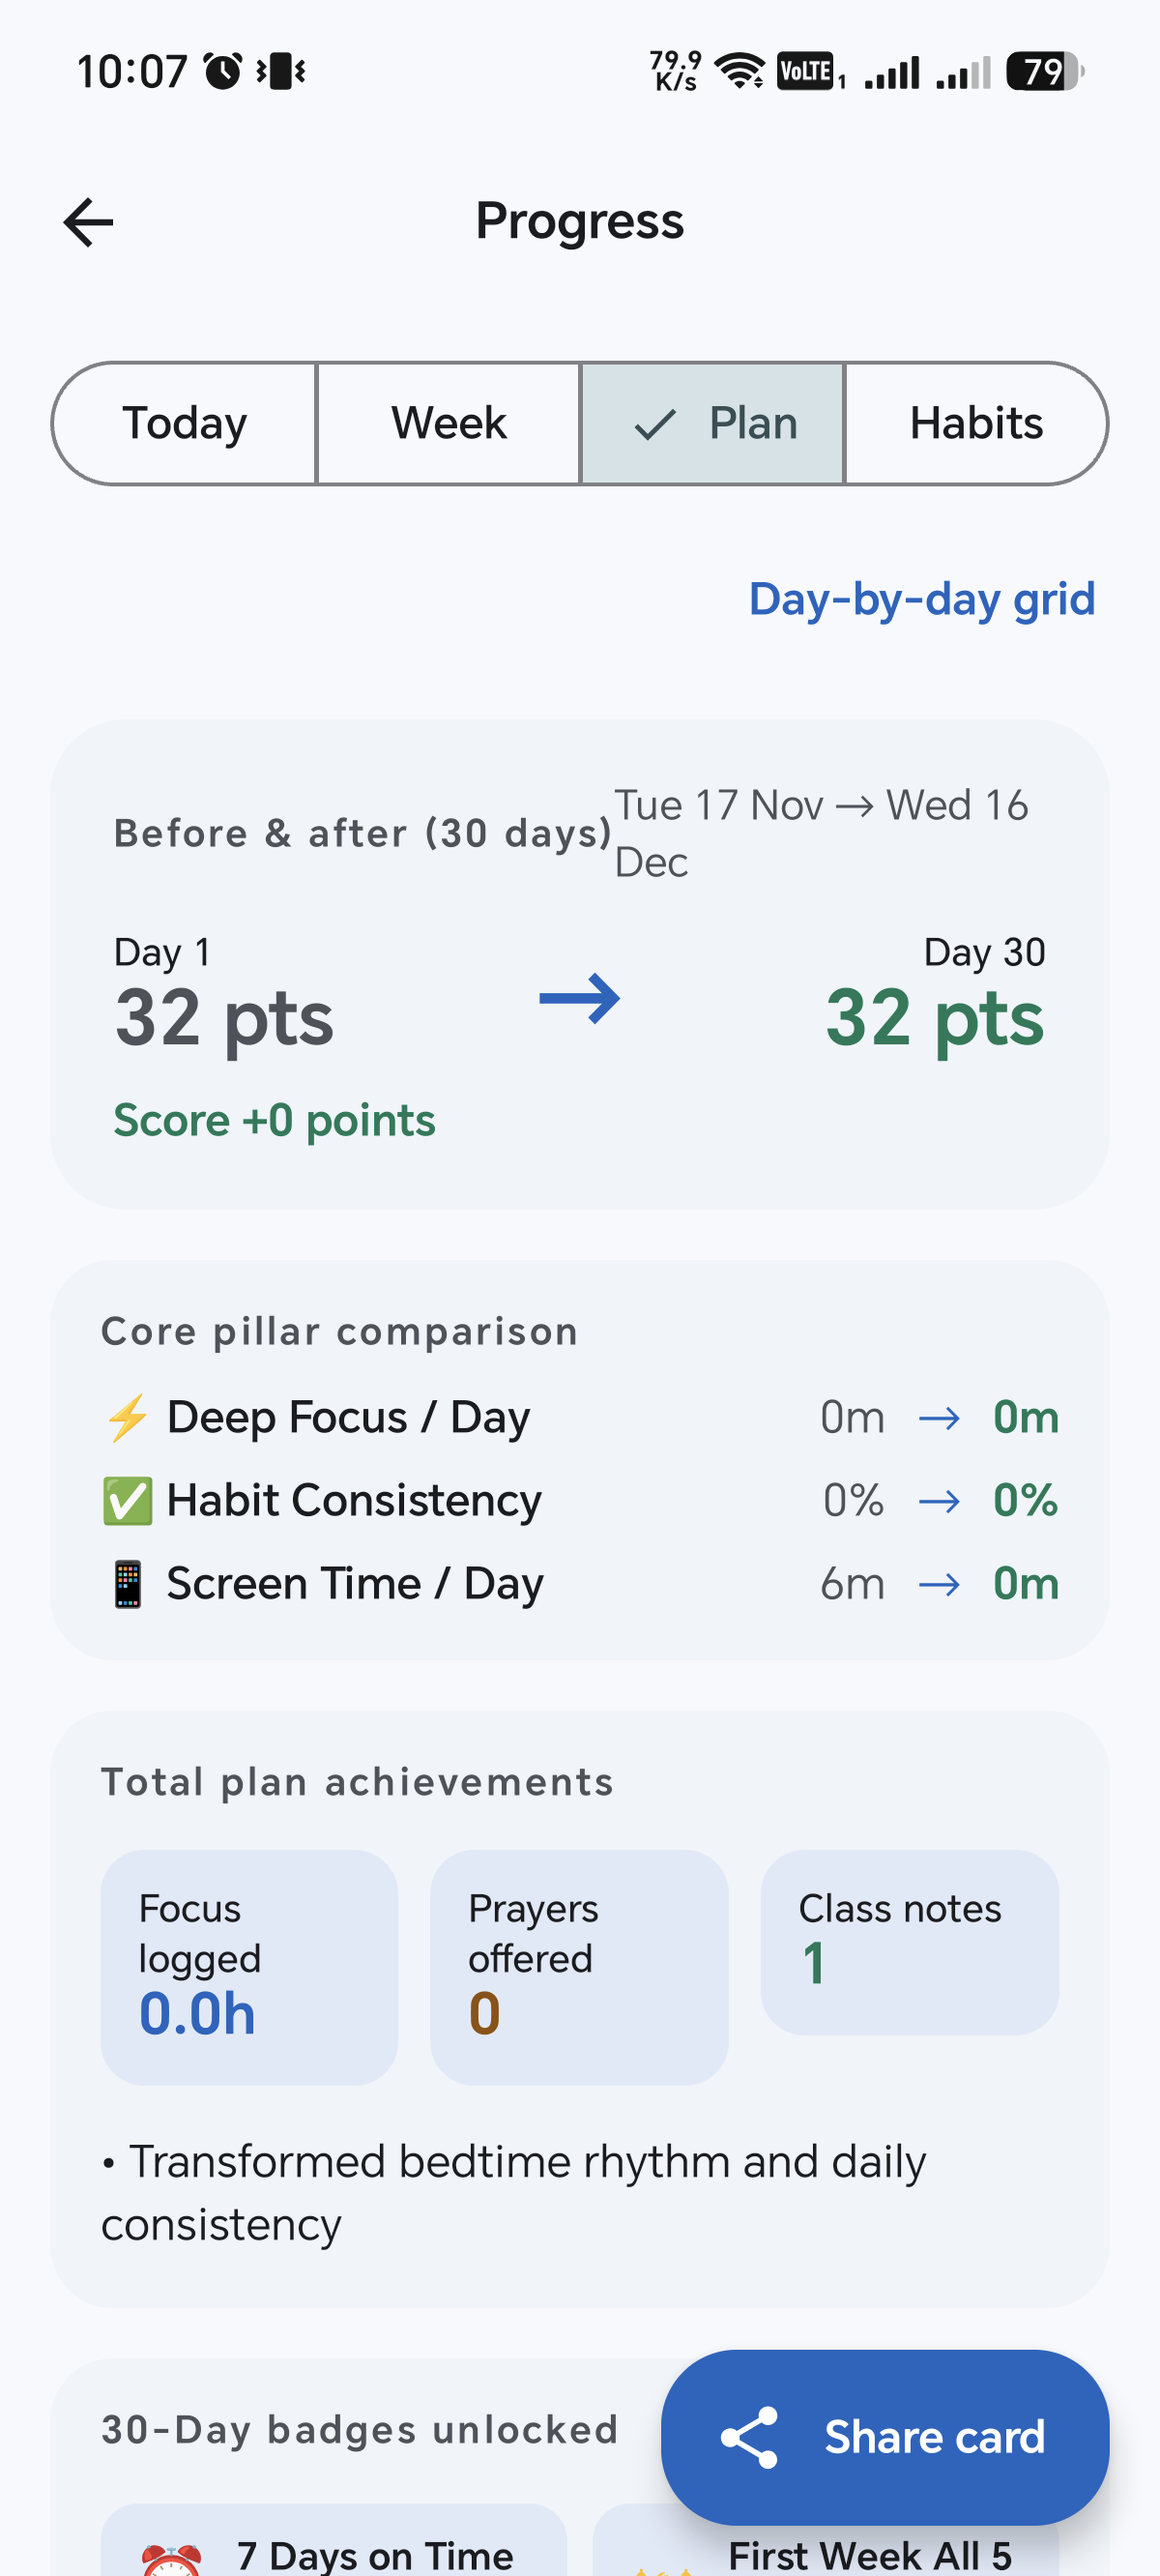 10:07
79.9 K/s VoLTE 1 79
Progress
Today Week Plan Habits
Day-by-day grid
Before & after (30 days) Tue 17 Nov → Wed 16
Dec
Day 1 Day 30
32 pts → 32 pts
Score +0 points
Core pillar comparison
⚡ Deep Focus / Day 0m → 0m
✅ Habit Consistency 0% → 0%
📱 Screen Time / Day 6m → 0m
Total plan achievements
Focus
logged
0.0h
Prayers
offered
0
Class notes
1
• Transformed bedtime rhythm and daily
consistency
30-Day badges unlocked
Share card
7 Days on Time
First Week All 5